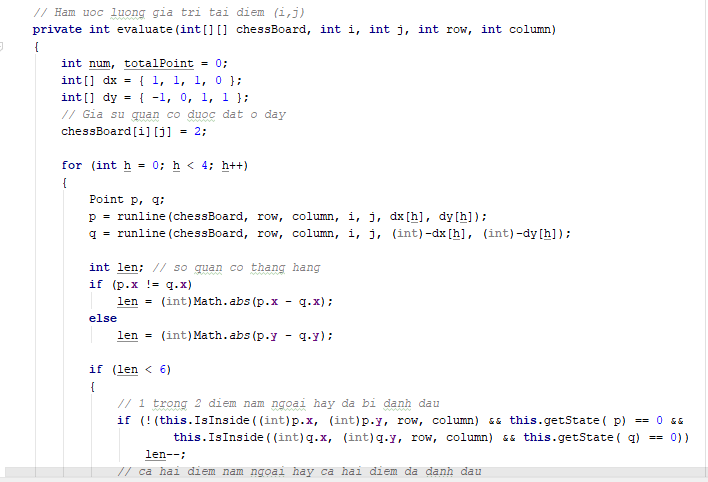 // Ham uoc luong gia tri tai diem (i,j)
private int evaluate(int[][] chessBoard, int i, int j, int row, int column)
{
int num, totalPoint = 0;
int[] dx = { 1, 1, 1, 0 };
int[] dy = { -1, 0, 1, 1 };
// Gia su quan co duoc dat o day
chessBoard[i][j] = 2;
for (int h = 0; h < 4; h++)
{
Point p, q;
p = runline(chessBoard, row, column, i, j, dx[h], dy[h]);
q = runline(chessBoard, row, column, i, j, (int)-dx[h], (int)-dy[h]);
int len; // so quan co thang hang
if (p.x != q.x)
len = (int)Math.abs(p.x - q.x);
else
len = (int)Math.abs(p.y - q.y);
if (len < 6)
{
// 1 trong 2 diem nam ngoai hay da bi danh dau
if (!(this.IsInside((int)p.x, (int)p.y, row, column) && this.getState( p) == 0 &&
this.IsInside((int)q.x, (int)q.y, row, column) && this.getState( q) == 0))
len--;
// ca hai diem nam ngoai hay ca hai diem da danh dau